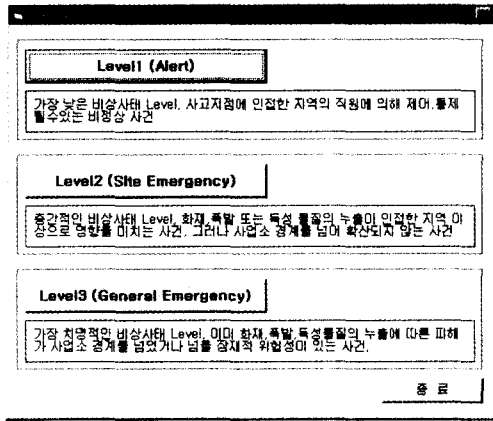 Level1 (Alert)
가장 낮은 비상사태 Level, 사고지점에 인접한 지역의 직원에 의해 제어,통제
될수있는 비정상 사건
Level2 (Site Emergency)
중간적인 비상사태 Level, 화재,폭발 또는 독성 물질의 누출이 인접한 지역 이
상으로 영향를 미치는 사건, 그러나 사업소 경계를 넘어 확산되지 않는 사건
Level3 (General Emergency)
가장 치명적인 비상사태 Level, 이미 화재,폭발,독성물질의 누출에 따른 피해
가 사업소 경계를 넘었거나 넘을 잠재적 위험성이 있는 사건,
종 료